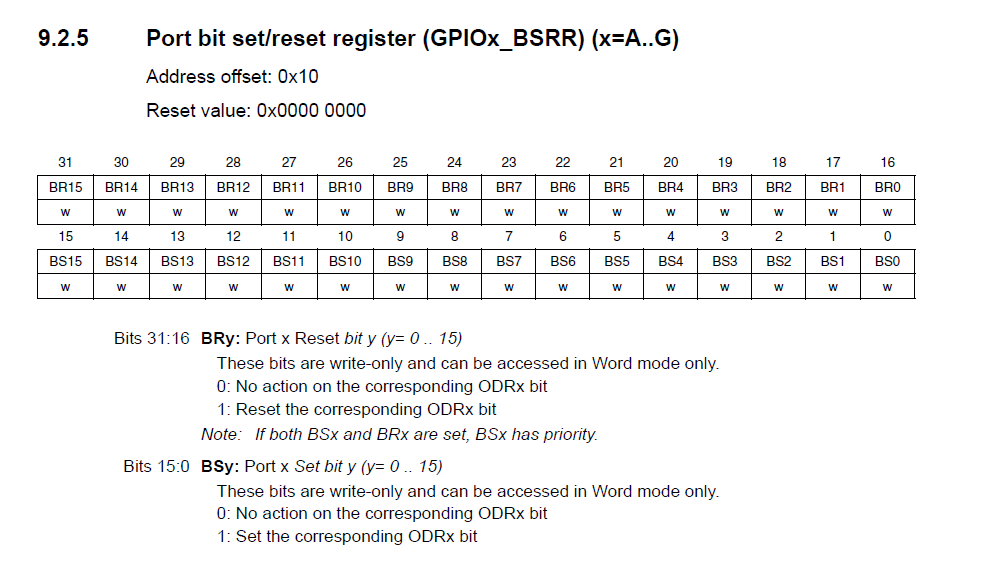 9.2.5 Port bit set/reset register (GPIOx_BSRR) (x=A..G)
Address offset: 0x10
Reset value: 0x0000 0000
31 30 29 28 27 26 25 24 23 22 21 20 19 18 17 16
BR15 BR14 BR13 BR12 BR11 BR10 BR9 BR8 BR7 BR6 BR5 BR4 BR3 BR2 BR1 BR0
w w w w w w w w w w w w w w w w
15 14 13 12 11 10 9 8 7 6 5 4 3 2 1 0
BS15 BS14 BS13 BS12 BS11 BS10 BS9 BS8 BS7 BS6 BS5 BS4 BS3 BS2 BS1 BS0
w w w w w w w w w w w w w w w w
Bits 31:16 BRy: Port x Reset bit y (y= 0 .. 15)
These bits are write-only and can be accessed in Word mode only.
0: No action on the corresponding ODRx bit
1: Reset the corresponding ODRx bit
Note: If both BSx and BRx are set, BSx has priority.
Bits 15:0 BSy: Port x Set bit y (y= 0 .. 15)
These bits are write-only and can be accessed in Word mode only.
0: No action on the corresponding ODRx bit
1: Set the corresponding ODRx bit